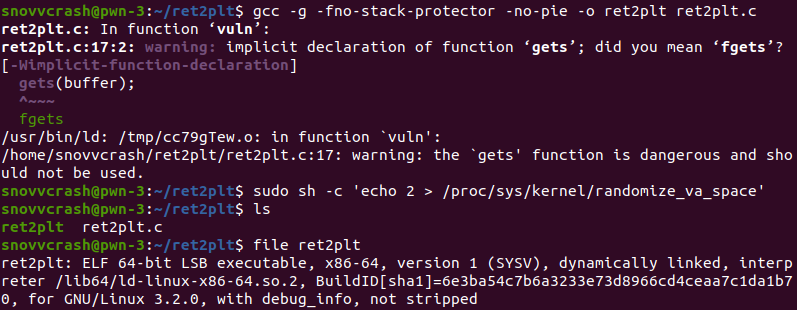 snovvcrash@pwn-3:~/ret2plt$ gcc -g -fno-stack-protector -no-pie -o ret2plt ret2plt.c
ret2plt.c: In function ‘vuln’:
ret2plt.c:17:2: warning: implicit declaration of function ‘gets’; did you mean ‘fgets’?
[-Wimplicit-function-declaration]
  gets(buffer);
  ^~~~
  fgets
/usr/bin/ld: /tmp/cc79gTew.o: in function `vuln':
/home/snovvcrash/ret2plt/ret2plt.c:17: warning: the `gets' function is dangerous and sho
uld not be used.
snovvcrash@pwn-3:~/ret2plt$ sudo sh -c 'echo 2 > /proc/sys/kernel/randomize_va_space'
snovvcrash@pwn-3:~/ret2plt$ ls
ret2plt  ret2plt.c
snovvcrash@pwn-3:~/ret2plt$ file ret2plt
ret2plt: ELF 64-bit LSB executable, x86-64, version 1 (SYSV), dynamically linked, interp
reter /lib64/ld-linux-x86-64.so.2, BuildID[sha1]=6e3ba54c7b6a3233e73d8966cd4ceaa7c1da1b7
0, for GNU/Linux 3.2.0, with debug_info, not stripped